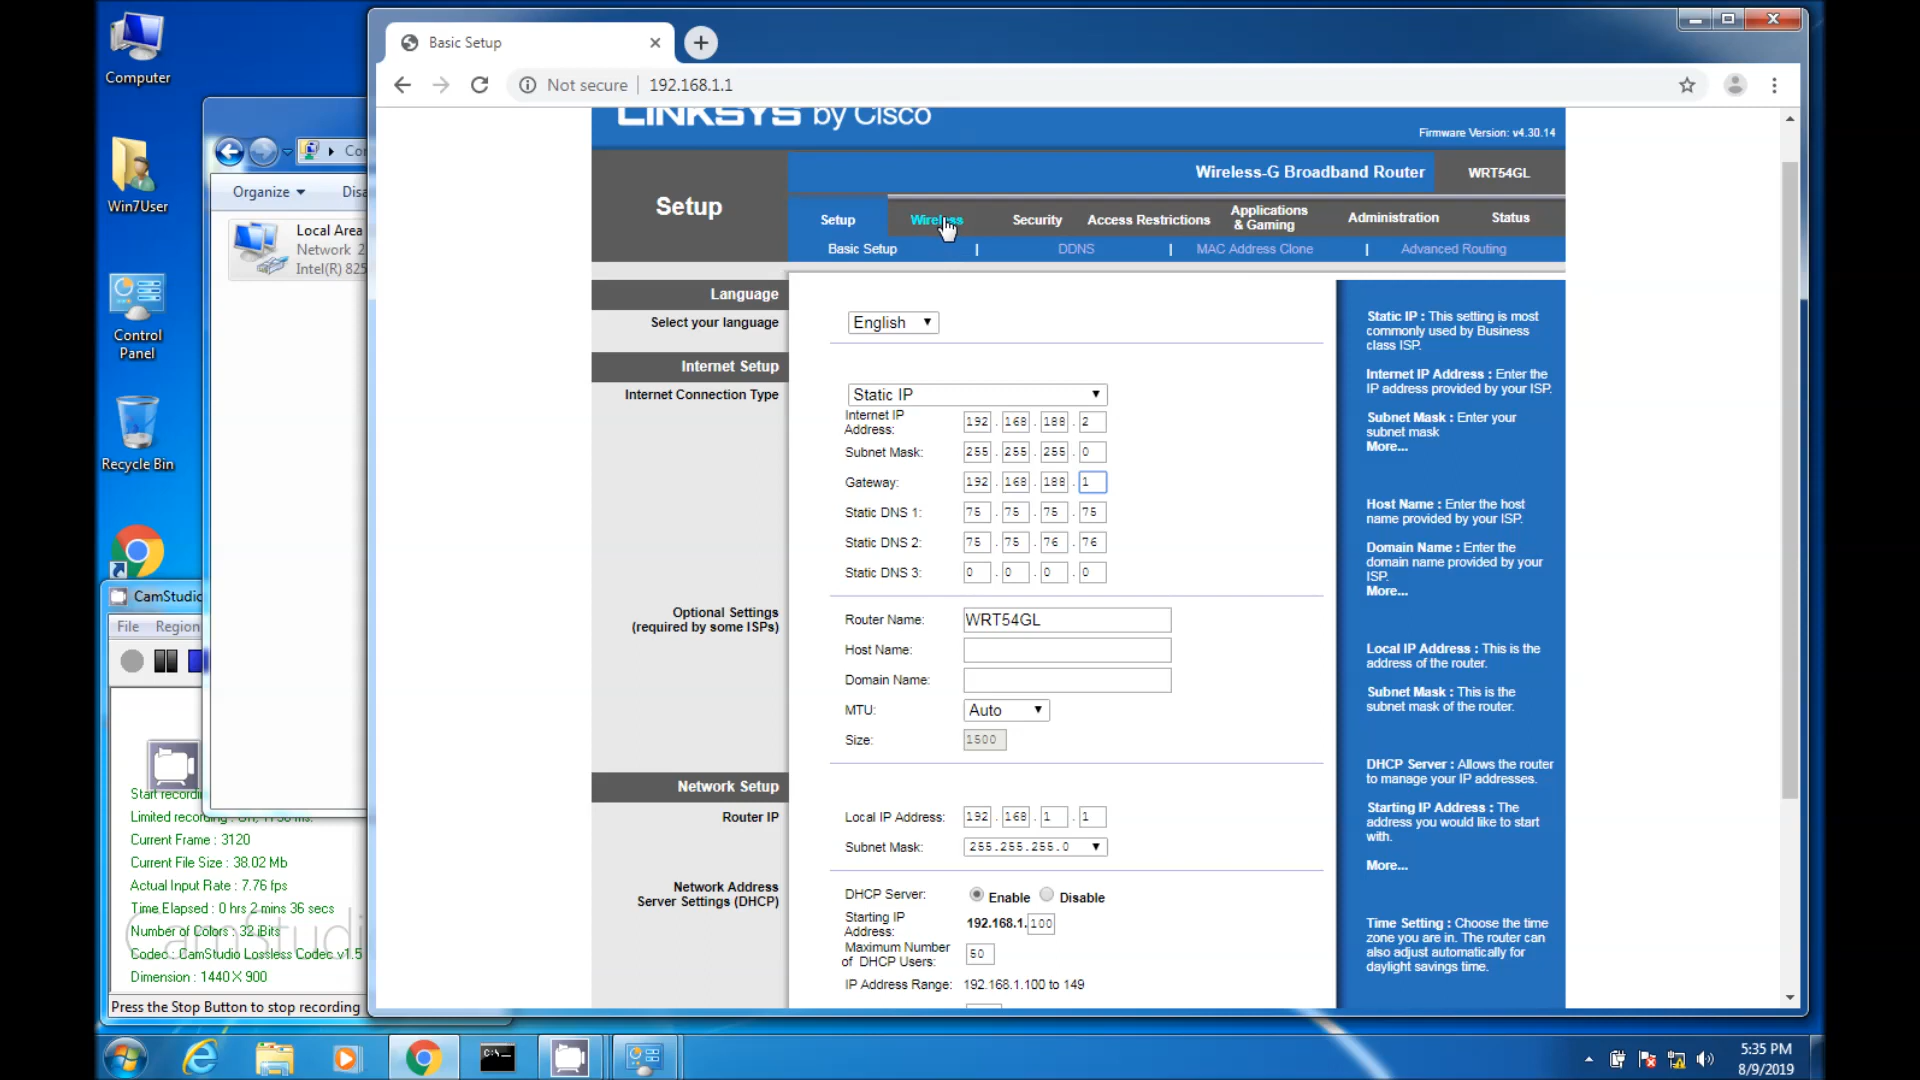 Computer
Win7User
Control
Panel
Recycle Bin
Organize
Local Area
Network 2
Intel(R) 825
CamStudio
File Region
Limited recording
Current Frame : 3120
Current File Size : 38.02 Mb
Actual Input Rate : 7.76 fps
Time Elapsed : 0 hrs 2 mins 36 secs
Number of Colors : 32 Bits
Codec : CamStudio Lossless Codec v1.5
Dimension : 1440 X 900
Press the Stop Button to stop recording
Basic Setup
Not secure | 192.168.1.1
LINKSYS by Cisco
Firmware Version: v4.30.14
Wireless-G Broadband Router WRT54GL
Setup
Setup Wireless Security Access Restrictions Applications & Gaming Administration Status
Basic Setup | DDNS | MAC Address Clone | Advanced Routing
Language
Select your language English
Internet Setup
Internet Connection Type Static IP
Internet IP
Address: 192 . 168 . 188 . 2
Subnet Mask: 255 . 255 . 255 . 0
Gateway: 192 . 168 . 188 . 1
Static DNS 1: 75 . 75 . 75 . 75
Static DNS 2: 75 . 75 . 76 . 76
Static DNS 3: 0 . 0 . 0 . 0
Optional Settings
(required by some ISPs)
Router Name: WRT54GL
Host Name:
Domain Name:
MTU: Auto
Size: 1500
Network Setup
Router IP
Local IP Address: 192 . 168 . 1 . 1
Subnet Mask: 255.255.255.0
Network Address
Server Settings (DHCP)
DHCP Server: Enable Disable
Starting IP
Address: 192.168.1. 100
Maximum Number
of DHCP Users: 50
IP Address Range: 192.168.1.100 to 149
Static IP : This setting is most
commonly used by Business
class ISP.
Internet IP Address : Enter the
IP address provided by your ISP.
Subnet Mask : Enter your
subnet mask
More...
Host Name : Enter the host
name provided by your ISP.
Domain Name : Enter the
domain name provided by your
ISP.
More...
Local IP Address : This is the
address of the router.
Subnet Mask : This is the
subnet mask of the router.
DHCP Server : Allows the router
to manage your IP addresses.
Starting IP Address : The
address you would like to start
with.
More...
Time Setting : Choose the time
zone you are in. The router can
also adjust automatically for
daylight savings time.
5:35 PM
8/9/2019